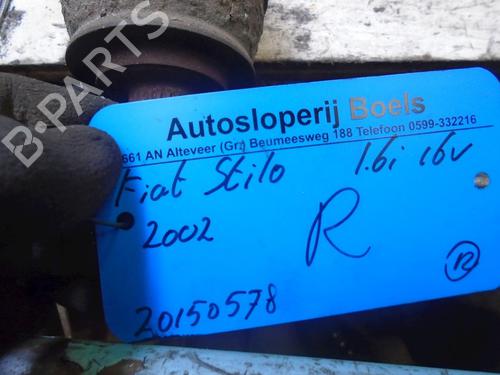 B-PARTS
Autosloperij Boels
661 AN Alteveer (Gr) Beumeesweg 188 Telefoon 0599-332216
Fiat Stilo 1.6i 16v
2002
R
R
20150578